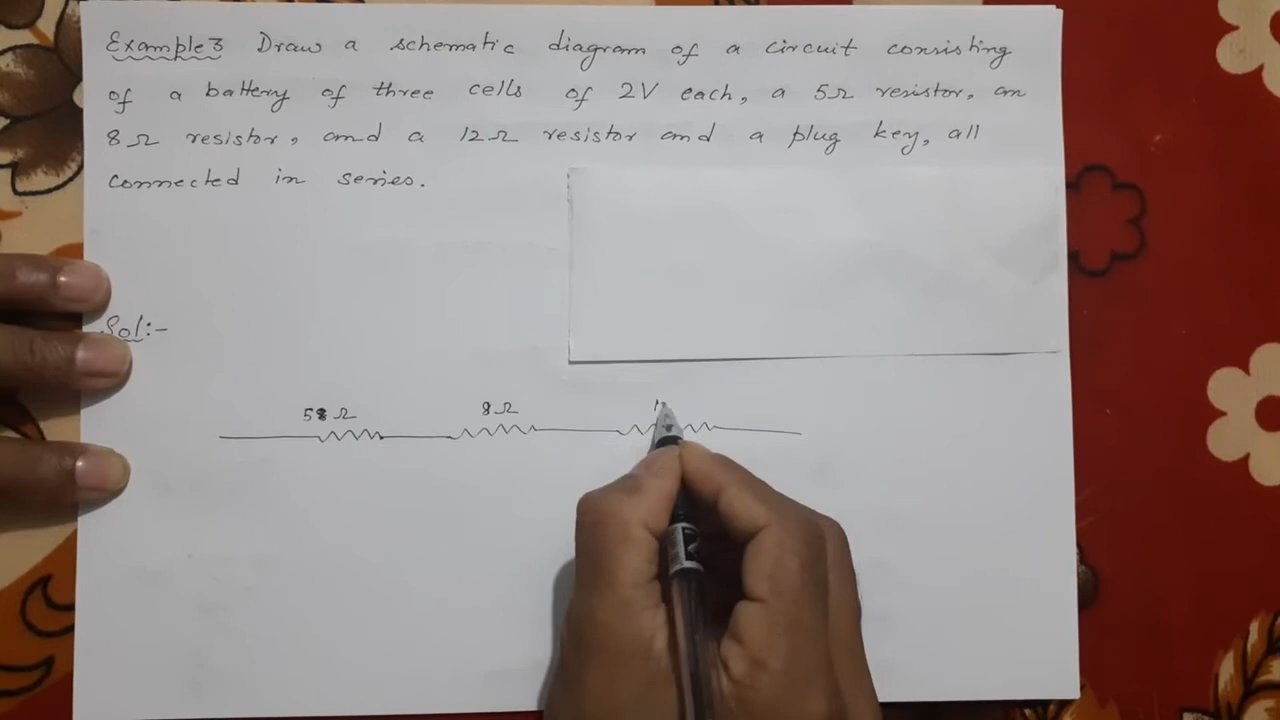 Example 3 Draw a schematic diagram of a circuit consisting
of a battery of three cells of 2V each, a 5Ω resistor, an
8Ω resistor, and a 12Ω resistor and a plug key, all
connected in series.
Sol:-
5Ω 8Ω